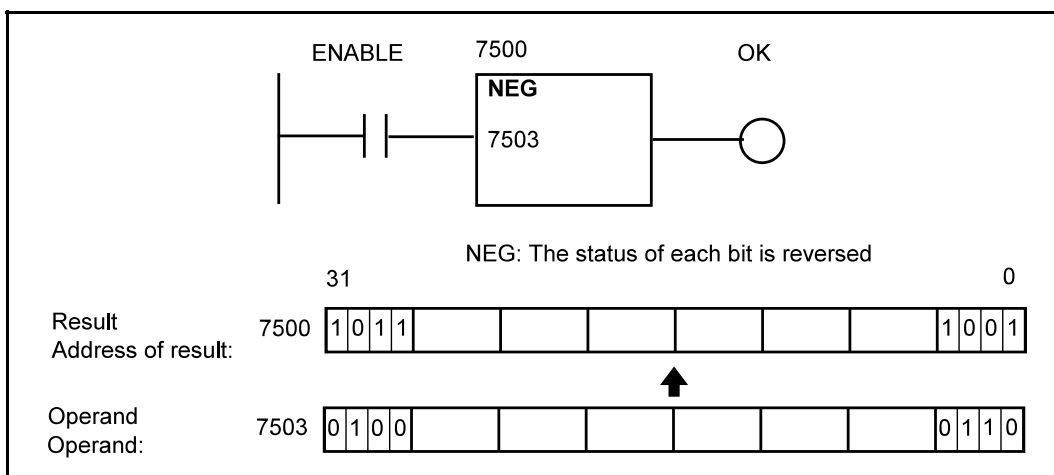 ENABLE 7500 OK
NEG
7503
NEG: The status of each bit is reversed
31 0
Result
Address of result:
7500 1 0 1 1 1 0 0 1
Operand
Operand:
7503 0 1 0 0 0 1 1 0